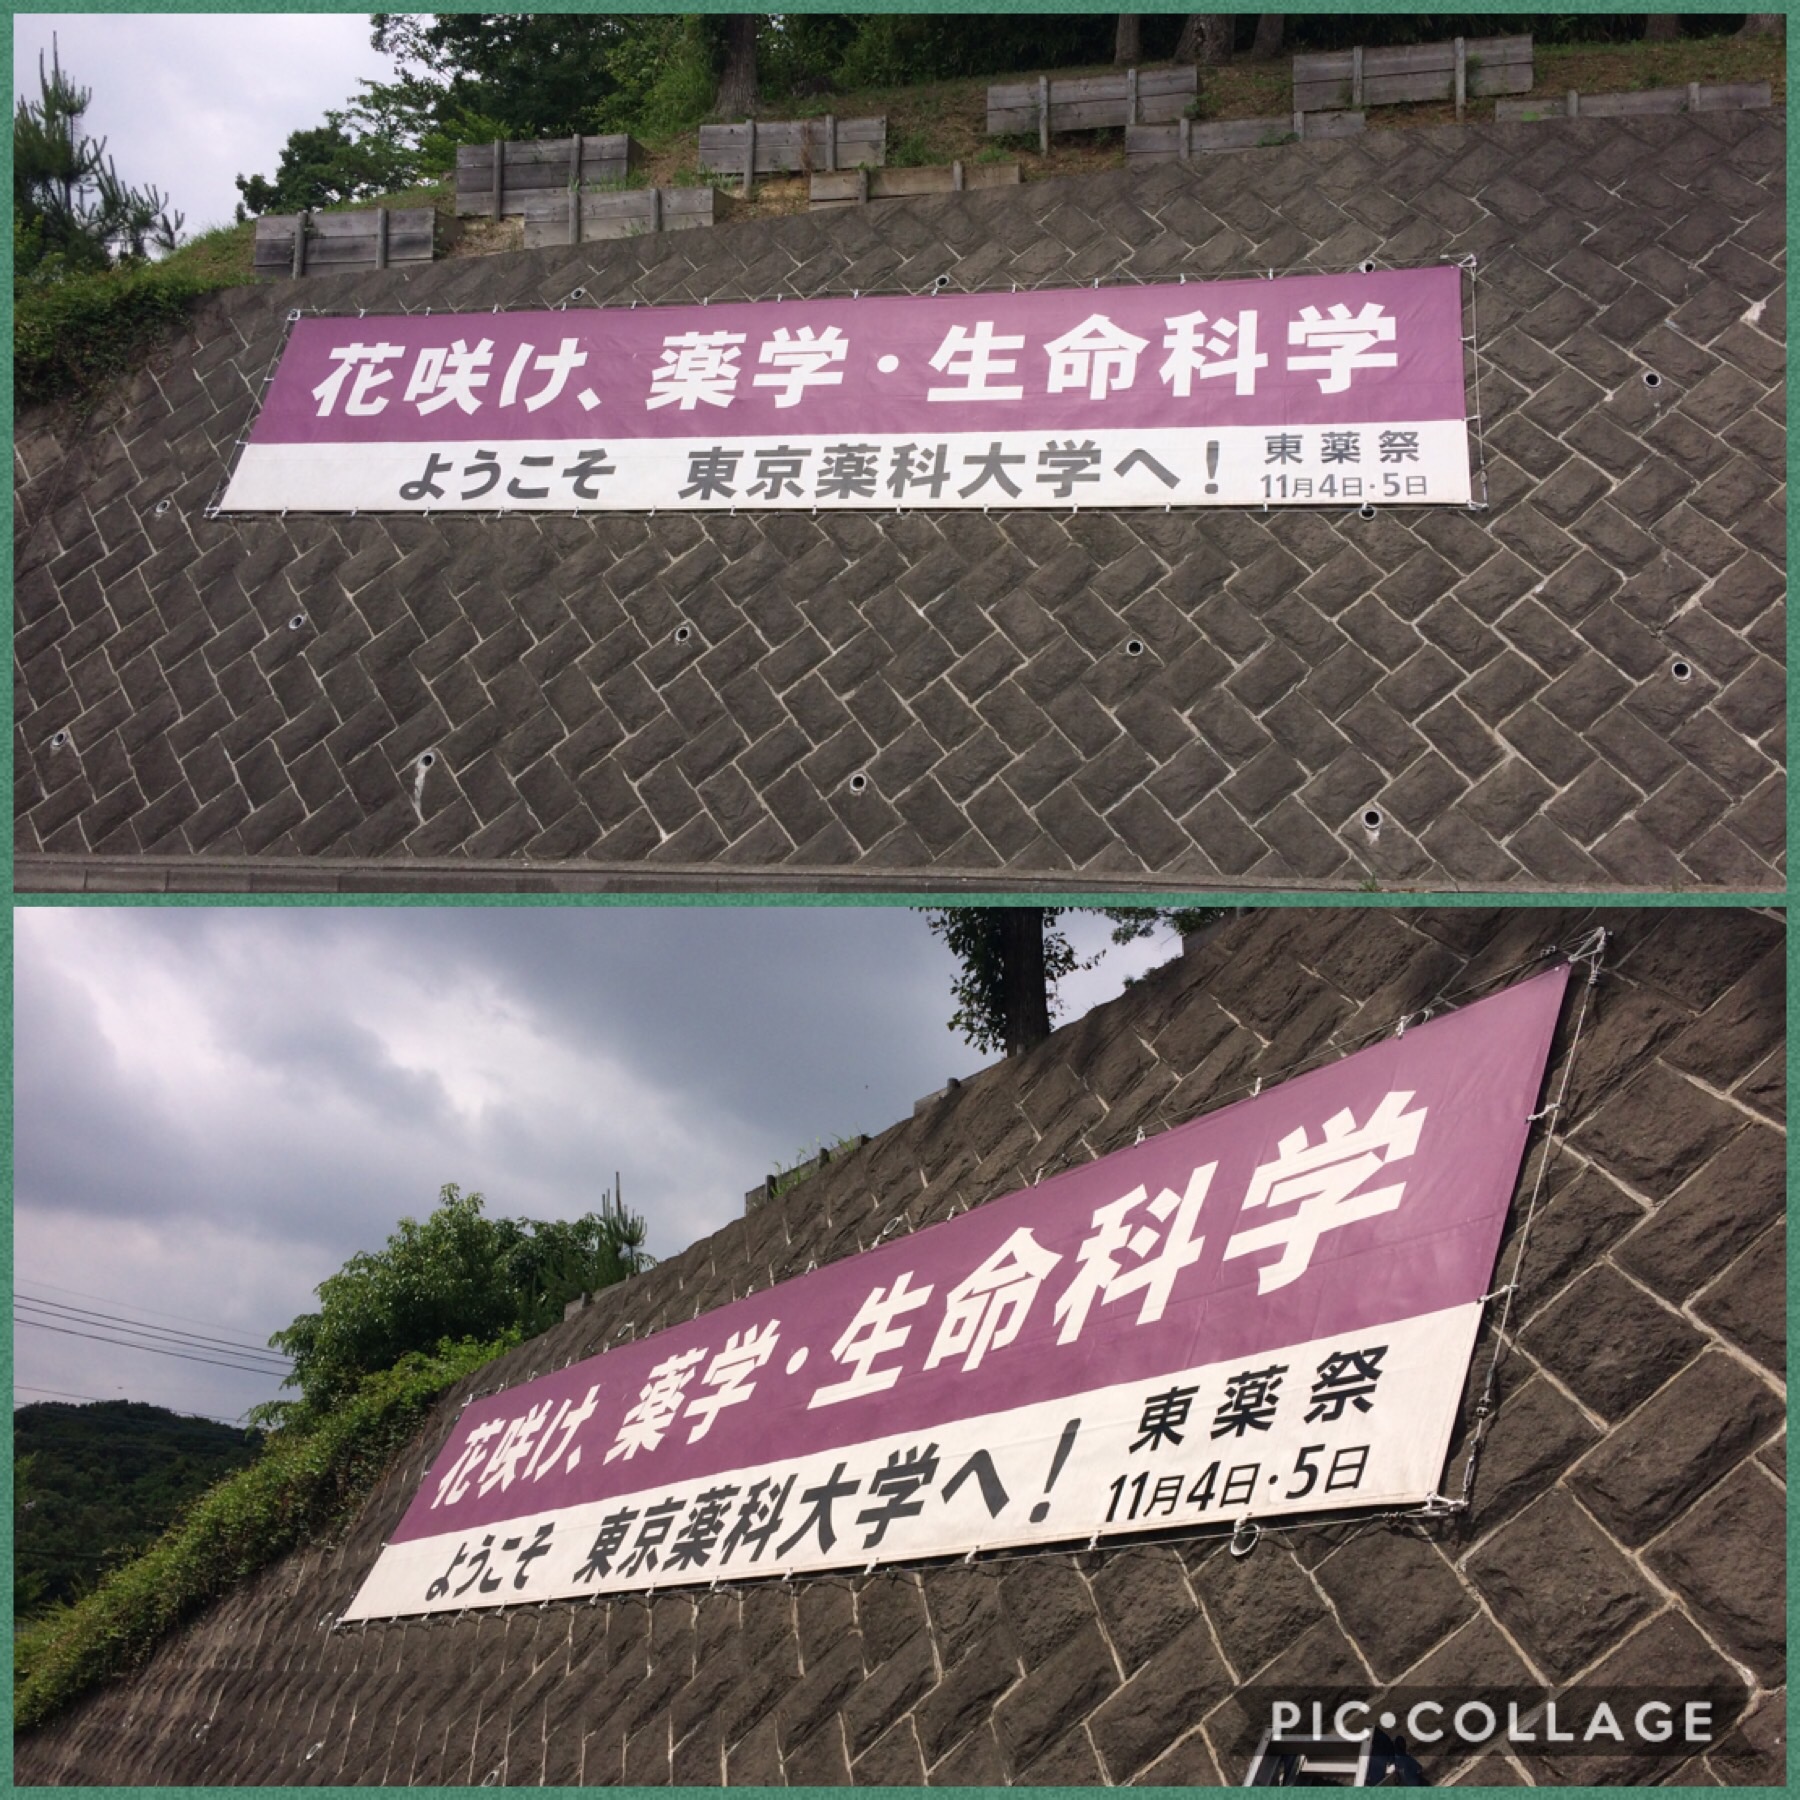 花咲け、薬学・生命科学
ようこそ 東京薬科大学へ！
東薬祭
11月4日・5日
花咲け、薬学・生命科学
ようこそ 東京薬科大学へ！
東薬祭
11月4日・5日
PIC•COLLAGE